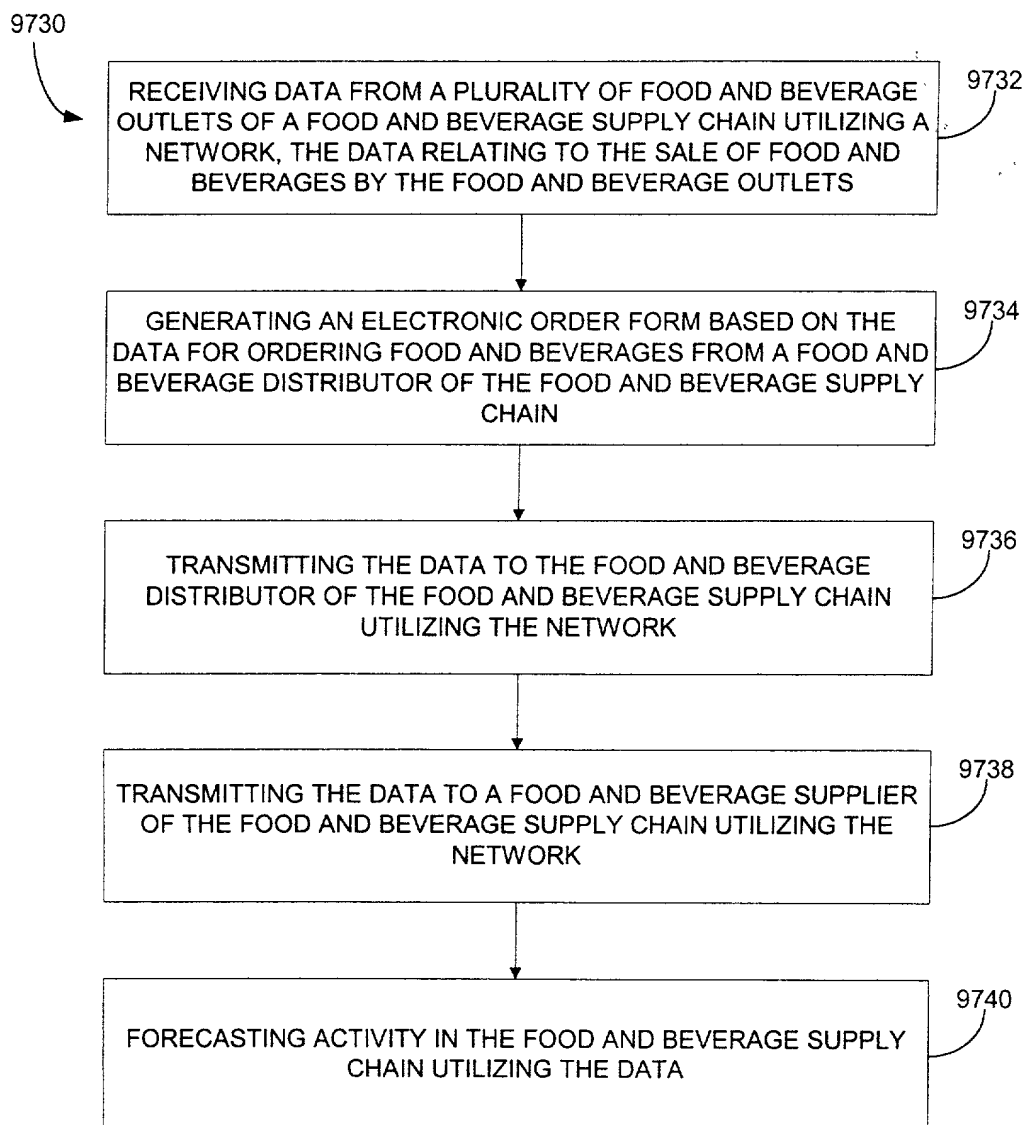 9730
RECEIVING DATA FROM A PLURALITY OF FOOD AND BEVERAGE
OUTLETS OF A FOOD AND BEVERAGE SUPPLY CHAIN UTILIZING A
NETWORK, THE DATA RELATING TO THE SALE OF FOOD AND
BEVERAGES BY THE FOOD AND BEVERAGE OUTLETS
9732
GENERATING AN ELECTRONIC ORDER FORM BASED ON THE
DATA FOR ORDERING FOOD AND BEVERAGES FROM A FOOD AND
BEVERAGE DISTRIBUTOR OF THE FOOD AND BEVERAGE SUPPLY
CHAIN
9734
TRANSMITTING THE DATA TO THE FOOD AND BEVERAGE
DISTRIBUTOR OF THE FOOD AND BEVERAGE SUPPLY CHAIN
UTILIZING THE NETWORK
9736
TRANSMITTING THE DATA TO A FOOD AND BEVERAGE SUPPLIER
OF THE FOOD AND BEVERAGE SUPPLY CHAIN UTILIZING THE
NETWORK
9738
FORECASTING ACTIVITY IN THE FOOD AND BEVERAGE SUPPLY
CHAIN UTILIZING THE DATA
9740